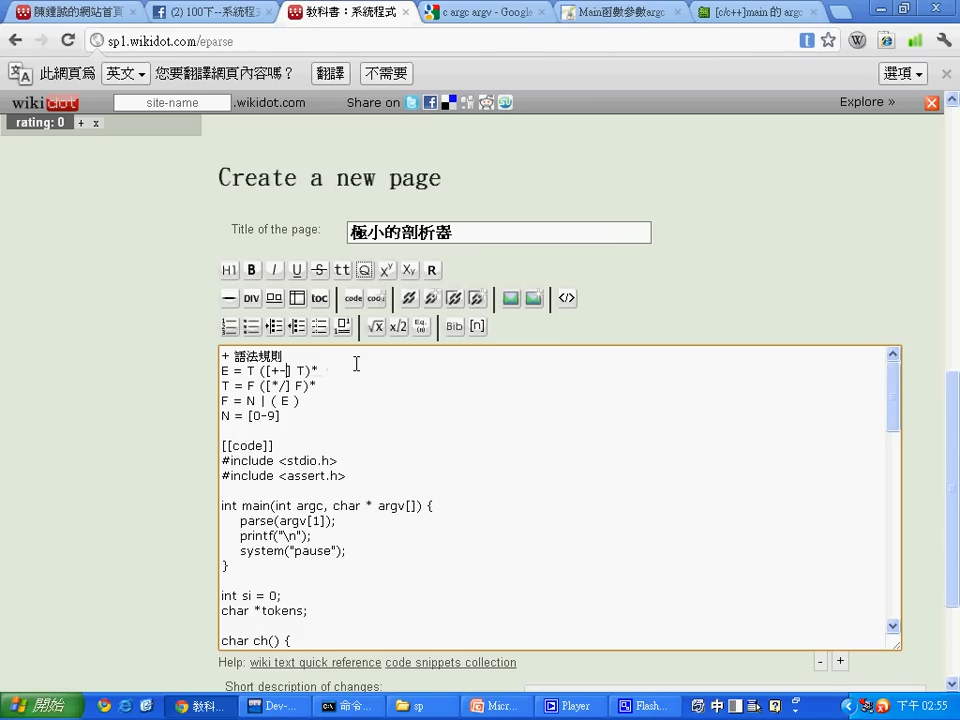 陳鍾誠的網站首頁
(2) 100下--系統程式
教科書：系統程式
c argc argv - Google
Main函數參數argc
[c/c++]main 的 argc
sp1.wikidot.com/eparse
此網頁為 英文 您要翻譯網頁內容嗎？ 翻譯 不需要 選項
wikidot site-name .wikidot.com Share on Explore »
rating: 0 + x
Create a new page
Title of the page: 極小的剖析器
H1 B I U S tt Q X^Y X_Y R
DIV toc code
√x x/2 Eq.(n) Bib [n]
+ 語法規則
E = T ([+-] T)*
T = F ([*/] F)*
F = N | ( E )
N = [0-9]
[[code]]
#include <stdio.h>
#include <assert.h>
int main(int argc, char * argv[]) {
parse(argv[1]);
printf("\n");
system("pause");
}
int si = 0;
char *tokens;
char ch() {
Help: wiki text quick reference code snippets collection
- +
Short description of changes:
開始 教科... Dev-... 命令... sp Micr... Player Flash... 中 下午 02:55